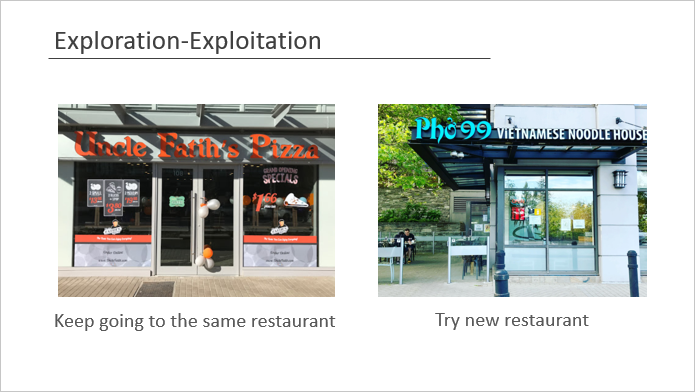 Exploration-Exploitation
Uncle Fatih's Pizza
GRAND OPENING
SPECIALS
Keep going to the same restaurant
Phở 99 VIETNAMESE NOODLE HOUSE
Try new restaurant